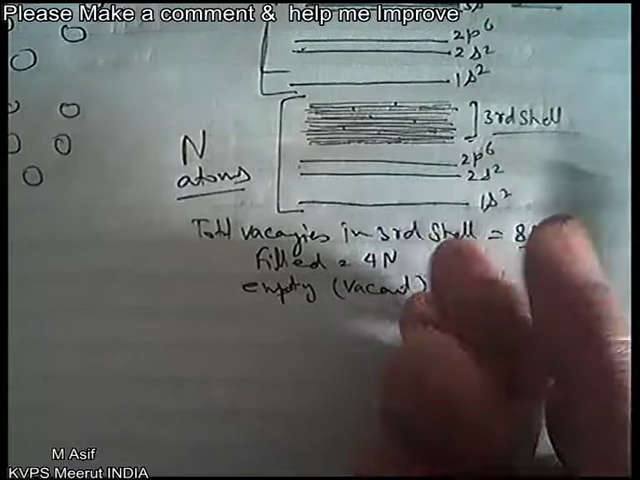 Please Make a comment & help me Improve
2p⁶
2s²
1s²
3rd shell
N
atoms
2p⁶
2s²
1s²
Total vacancies in 3rd shell = 8
filled = 4N
empty (vacant)
M Asif
KVPS Meerut INDIA